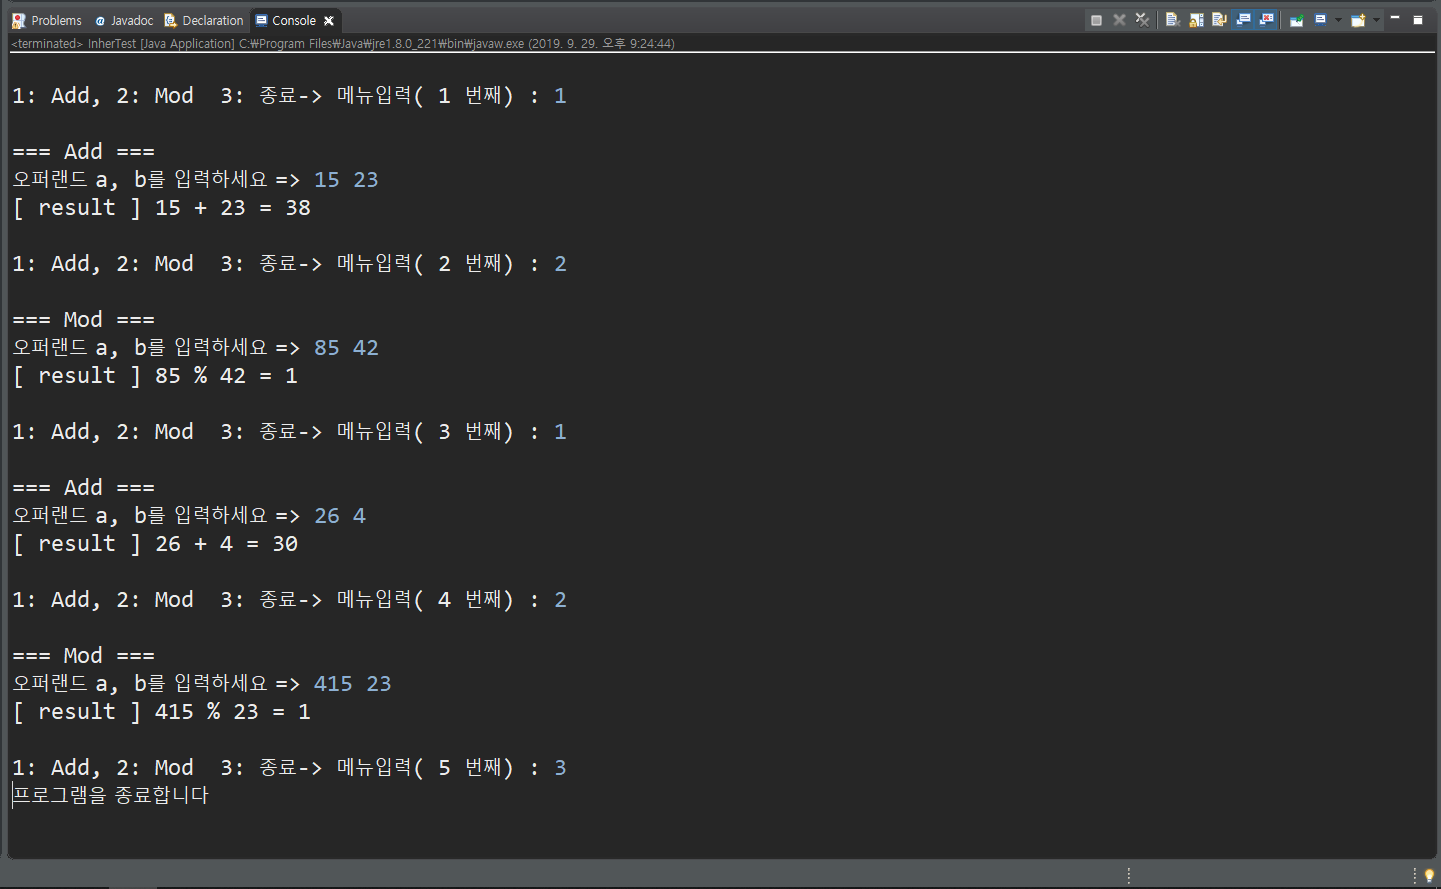 Problems @ Javadoc Declaration Console
<terminated> InherTest [Java Application] C:₩Program Files₩Java₩jre1.8.0_221₩bin₩javaw.exe (2019. 9. 29. 오후 9:24:44)
1: Add, 2: Mod  3: 종료-> 메뉴입력( 1 번째) : 1
=== Add ===
오퍼랜드 a, b를 입력하세요 => 15 23
[ result ] 15 + 23 = 38
1: Add, 2: Mod  3: 종료-> 메뉴입력( 2 번째) : 2
=== Mod ===
오퍼랜드 a, b를 입력하세요 => 85 42
[ result ] 85 % 42 = 1
1: Add, 2: Mod  3: 종료-> 메뉴입력( 3 번째) : 1
=== Add ===
오퍼랜드 a, b를 입력하세요 => 26 4
[ result ] 26 + 4 = 30
1: Add, 2: Mod  3: 종료-> 메뉴입력( 4 번째) : 2
=== Mod ===
오퍼랜드 a, b를 입력하세요 => 415 23
[ result ] 415 % 23 = 1
1: Add, 2: Mod  3: 종료-> 메뉴입력( 5 번째) : 3
프로그램을 종료합니다